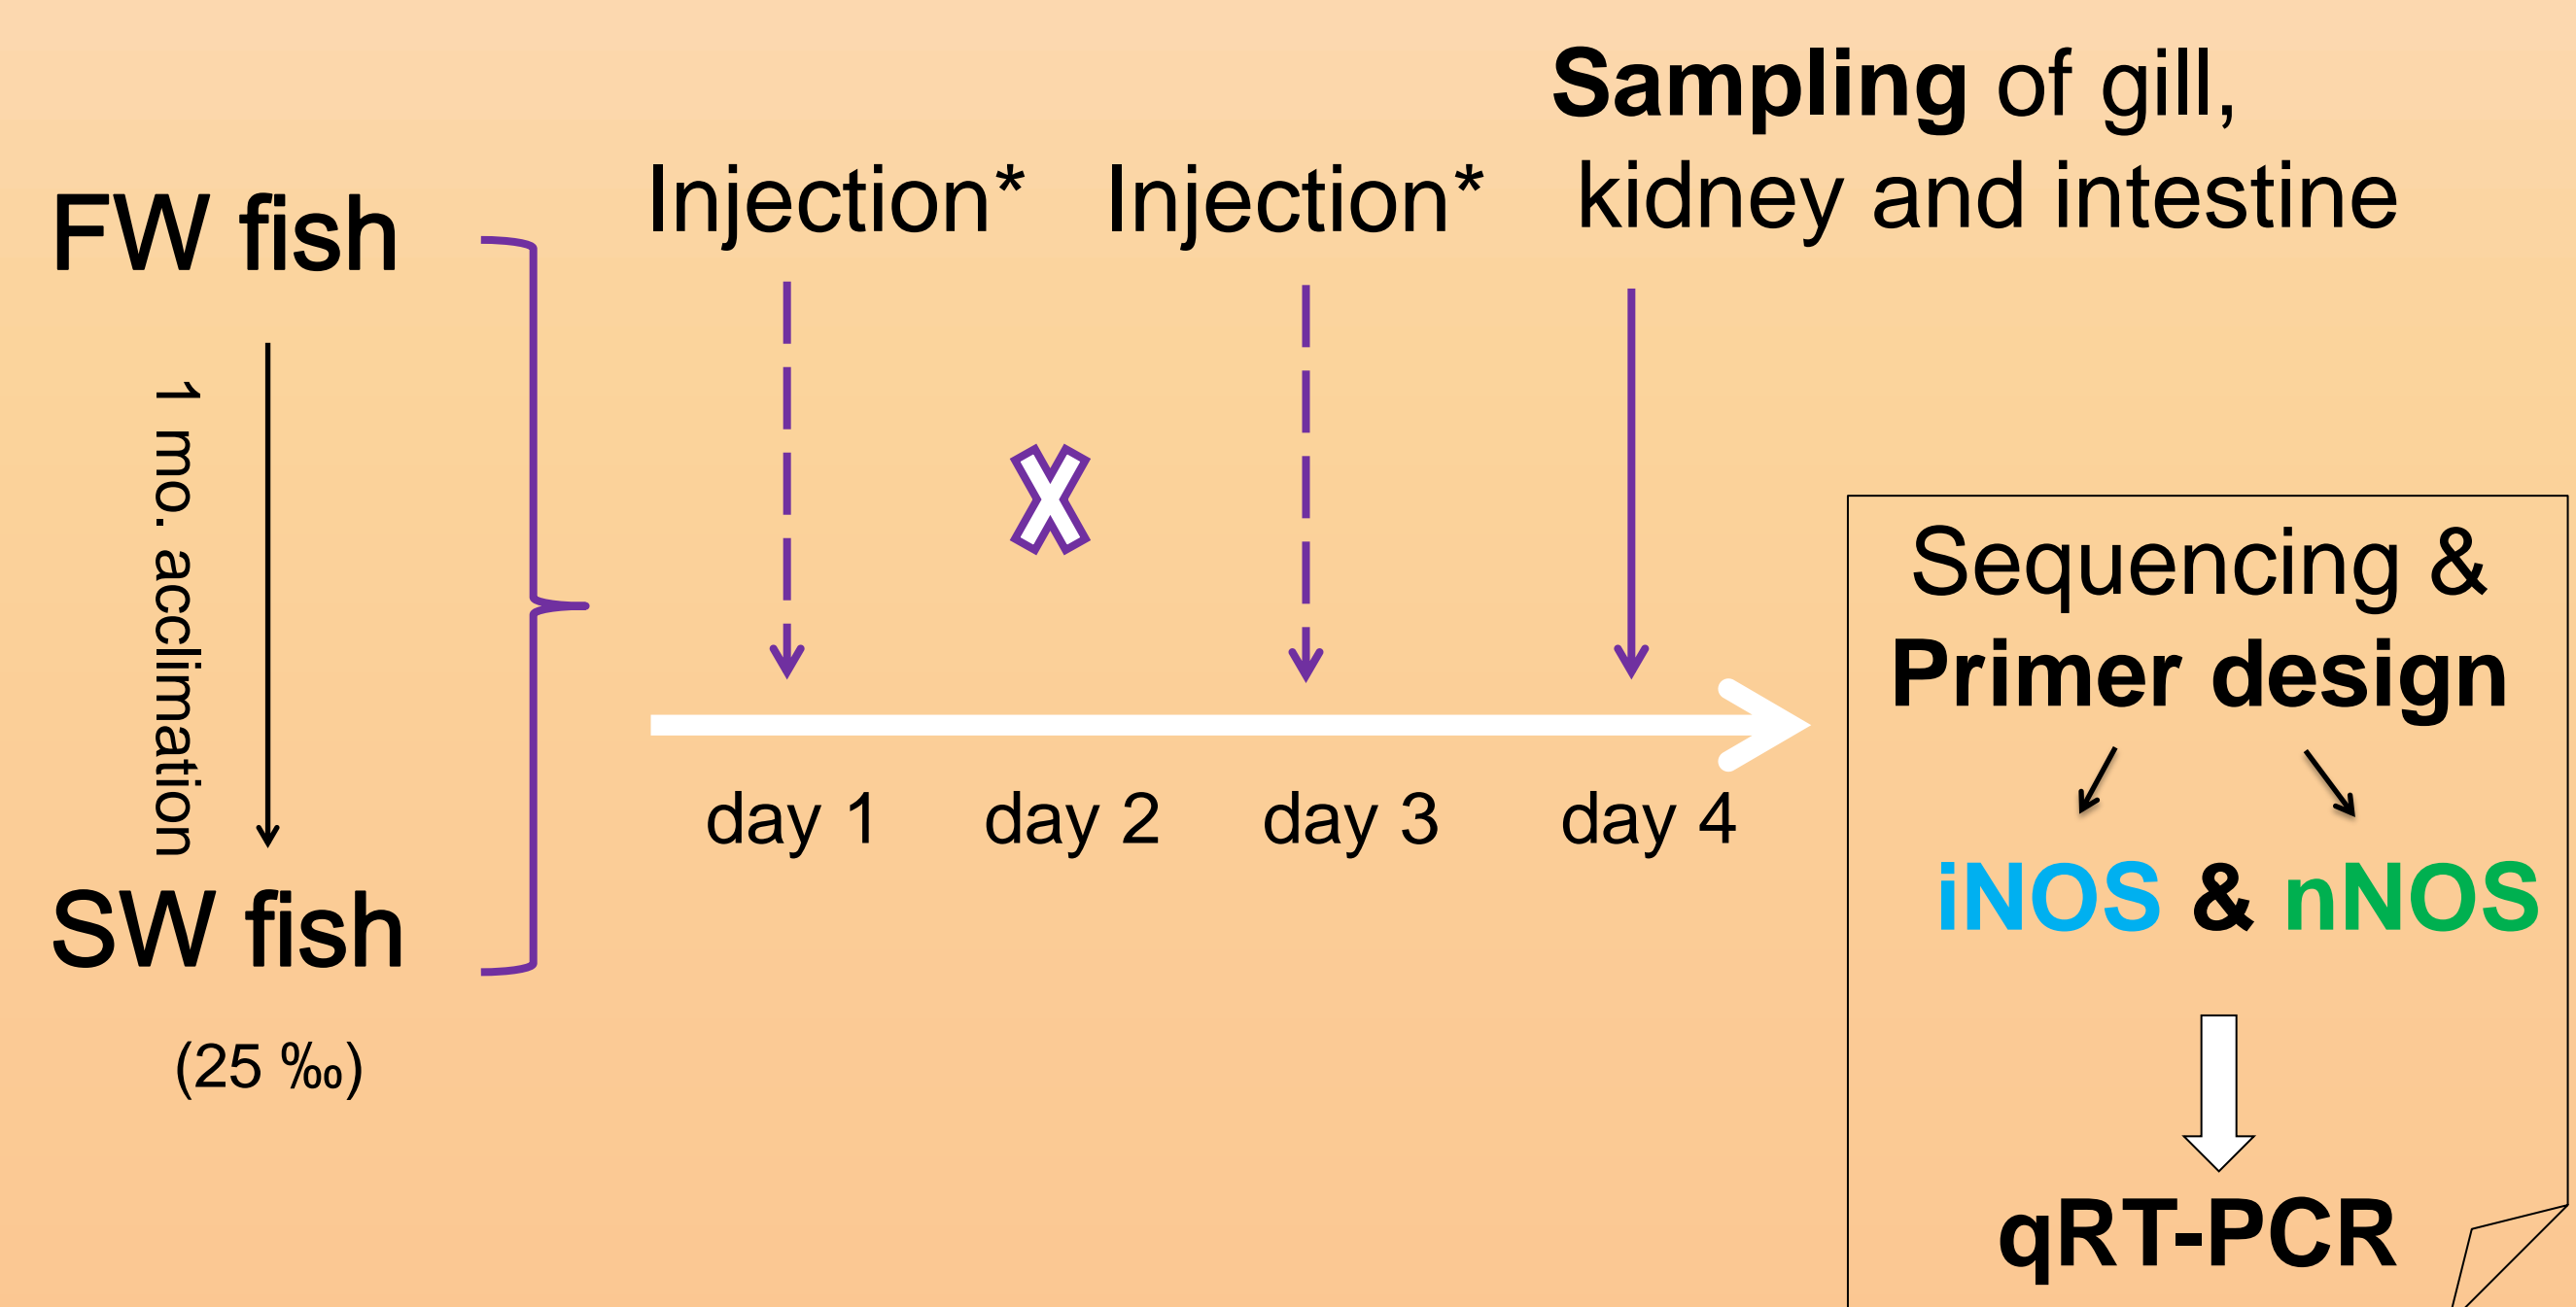 FW fish
1 mo. acclimation
SW fish
(25 ‰)
Injection*
Injection*
Sampling of gill,
kidney and intestine
X
day 1
day 2
day 3
day 4
Sequencing &
Primer design
iNOS & nNOS
qRT-PCR